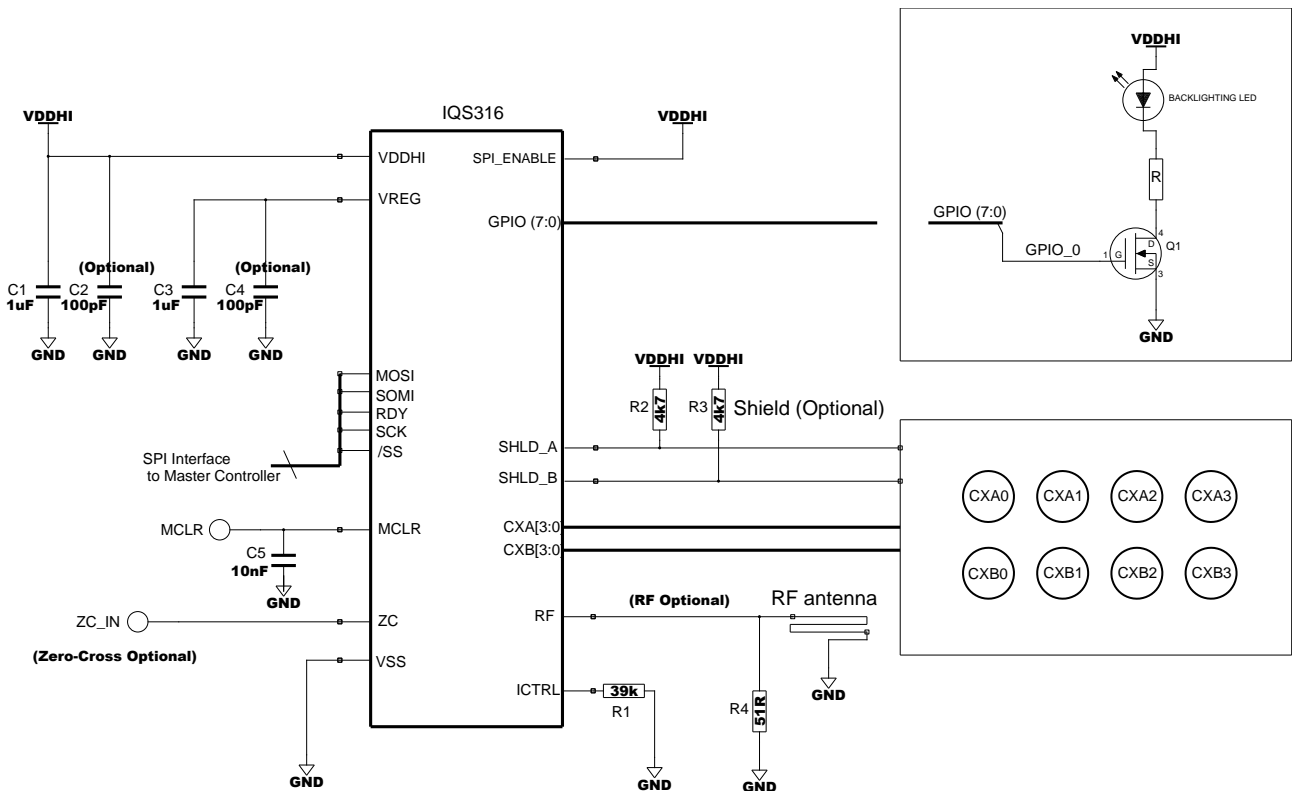 IQS316
VDDHI
VDDHI
SPI_ENABLE
VDDHI
VREG
GPIO (7:0)
(Optional)
(Optional)
C1
1uF
C2
100pF
C3
1uF
C4
100pF
GND
GND
GND
GND
MOSI
SOMI
RDY
SCK
/SS
SPI Interface
to Master Controller
MCLR
MCLR
C5
10nF
GND
ZC_IN
ZC
(Zero-Cross Optional)
VSS
GND
VDDHI
VDDHI
R2
4k7
R3
4k7
Shield (Optional)
SHLD_A
SHLD_B
CXA[3:0]
CXB[3:0]
RF
(RF Optional)
RF antenna
GND
ICTRL
39k
R1
GND
R4
51R
GND
VDDHI
BACKLIGHTING LED
R
GPIO (7:0)
GPIO_0
1
G
D
S
4
3
Q1
GND
CXA0
CXA1
CXA2
CXA3
CXB0
CXB1
CXB2
CXB3